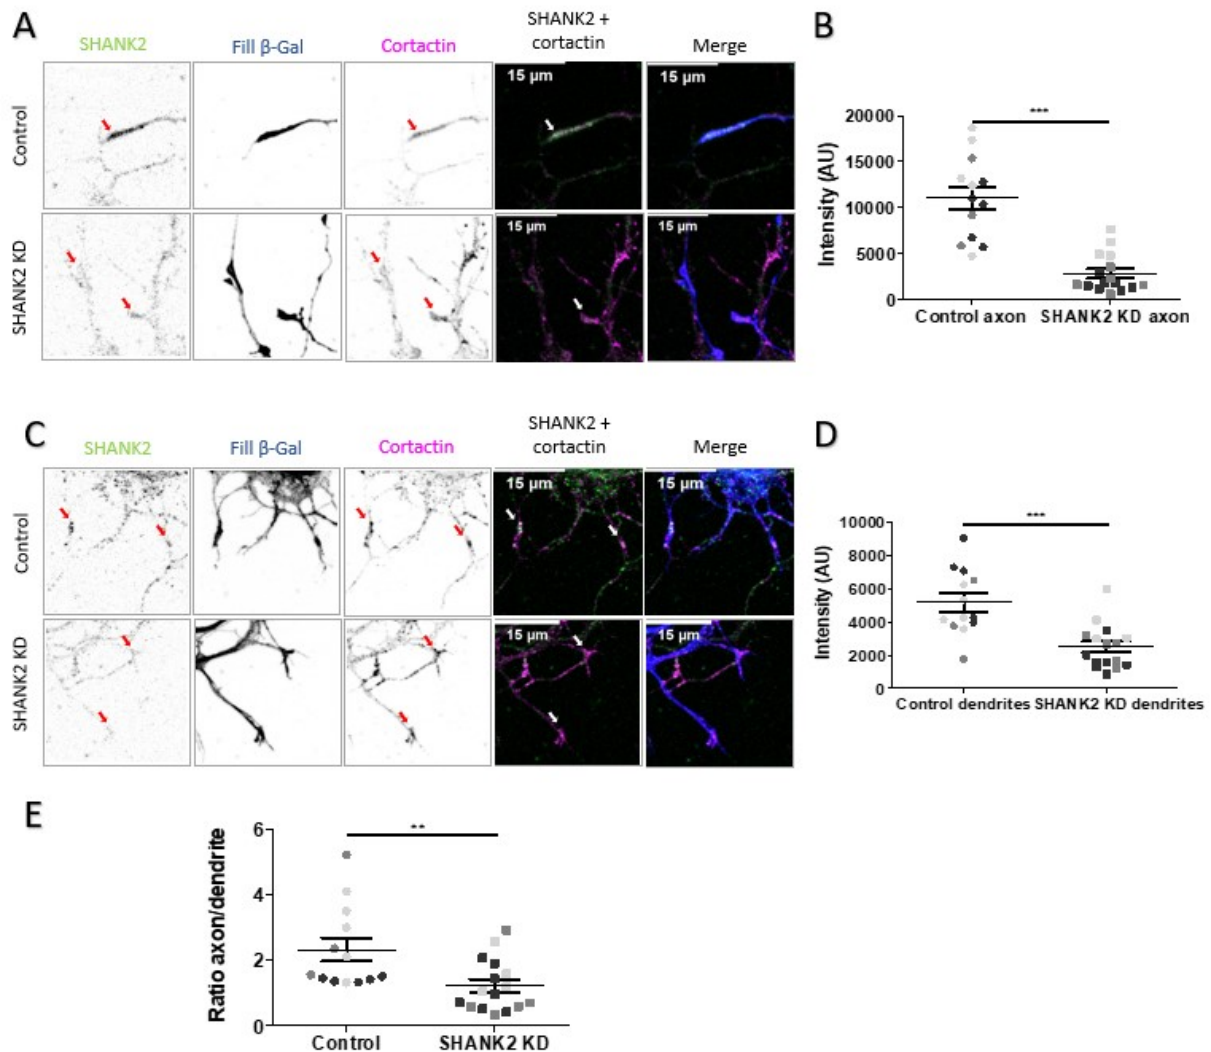 A
SHANK2
Fill β-Gal
Cortactin
SHANK2 +
cortactin
Merge
Control
15 µm
15 µm
SHANK2 KD
15 µm
15 µm
B
Intensity (AU)
20000
15000
10000
5000
0
***
Control axon
SHANK2 KD axon
C
SHANK2
Fill β-Gal
Cortactin
SHANK2 +
cortactin
Merge
Control
15 µm
15 µm
SHANK2 KD
15 µm
15 µm
D
Intensity (AU)
10000
8000
6000
4000
2000
0
***
Control dendrites
SHANK2 KD dendrites
E
Ratio axon/dendrite
6
4
2
0
**
Control
SHANK2 KD